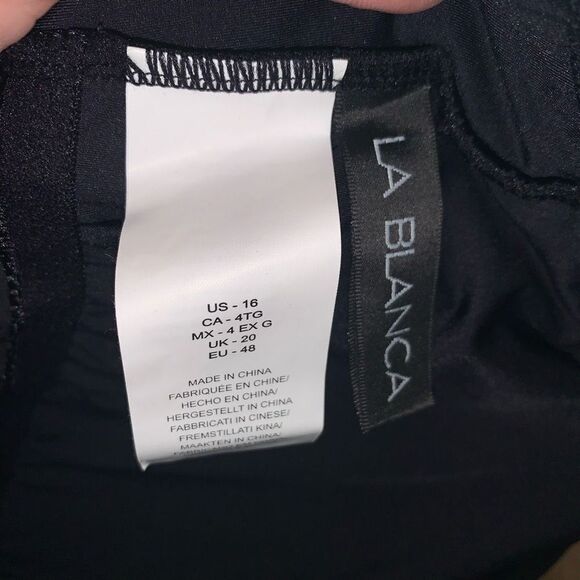 US - 16
CA - 4TG
MX - 4 EX G
UK - 20
EU - 48
MADE IN CHINA
FABRIQUÉE EN CHINE/
HECHO EN CHINA/
HERGESTELLT IN CHINA
FABBRICATI IN CINESE/
FREMSTILLATI KINA/
MAAKTEN IN CHINA/
LA BLANCA